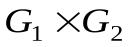 G₁ × G₂